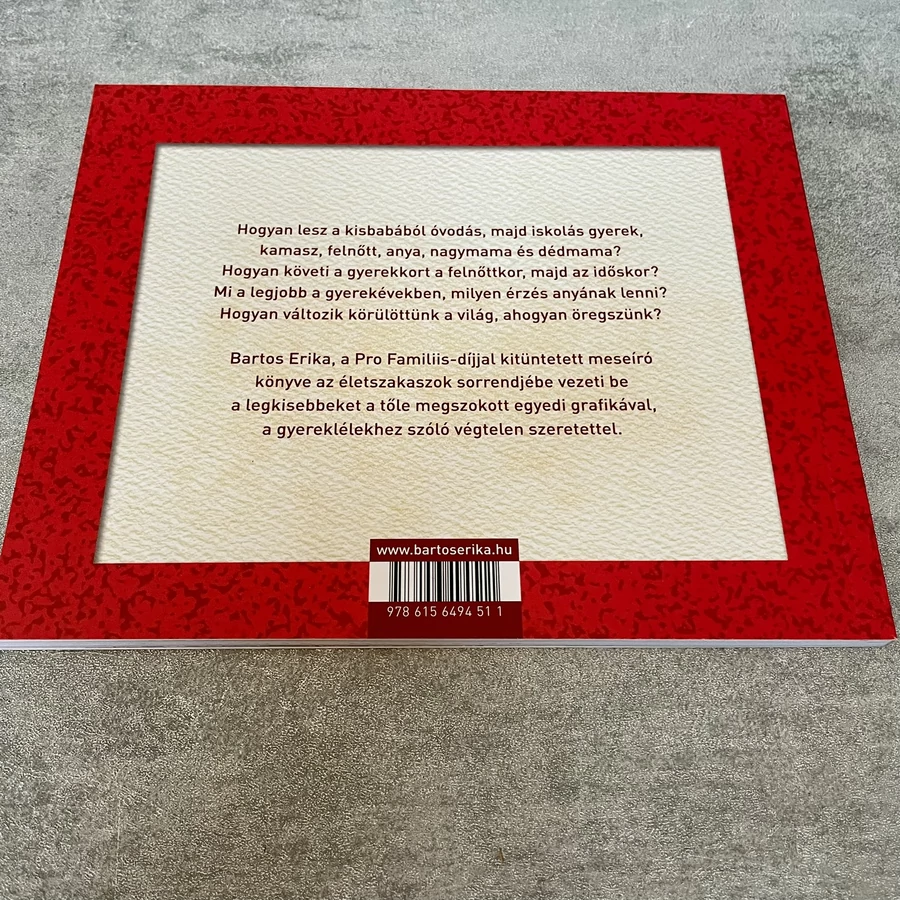 Hogyan lesz a kisbabából óvodás, majd iskolás gyerek,
kamasz, felnőtt, anya, nagymama és dédmama?
Hogyan követi a gyerekkort a felnőttkor, majd az időskor?
Mi a legjobb a gyerekévekben, milyen érzés anyának lenni?
Hogyan változik körülöttünk a világ, ahogyan öregszünk?
Bartos Erika, a Pro Familiis-díjjal kitüntetett meseíró
könyve az életszakaszok sorrendjébe vezeti be
a legkisebbeket a tőle megszokott egyedi grafikával,
a gyereklélekhez szóló végtelen szeretettel.
www.bartoserika.hu
978 615 6494 51 1